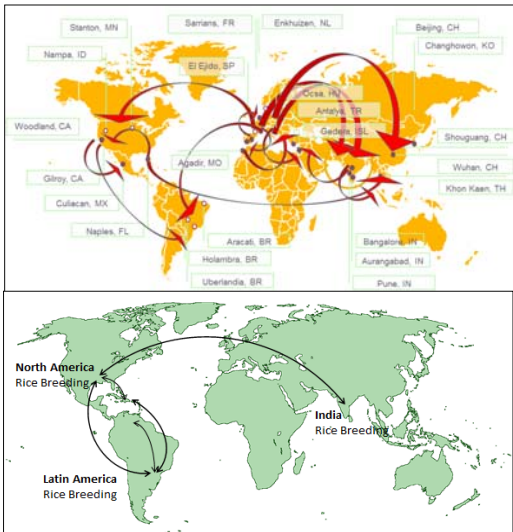 Stanton, MN
Sarrians, FR
Enkhuizen, NL
Beijing, CH
Nampa, ID
Changhowon, KO
El Ejido, SP
Ocsa, HU
Antalya, TR
Woodland, CA
Gedera, ISL
Shouguang, CH
Agadir, MO
Wuhan, CH
Gilroy, CA
Khon Kaen, TH
Culiacan, MX
Naples, FL
Aracati, BR
Bangalore, IN
Holambra, BR
Aurangabad, IN
Uberlandia, BR
Pune, IN
North America
Rice Breeding
India
Rice Breeding
Latin America
Rice Breeding